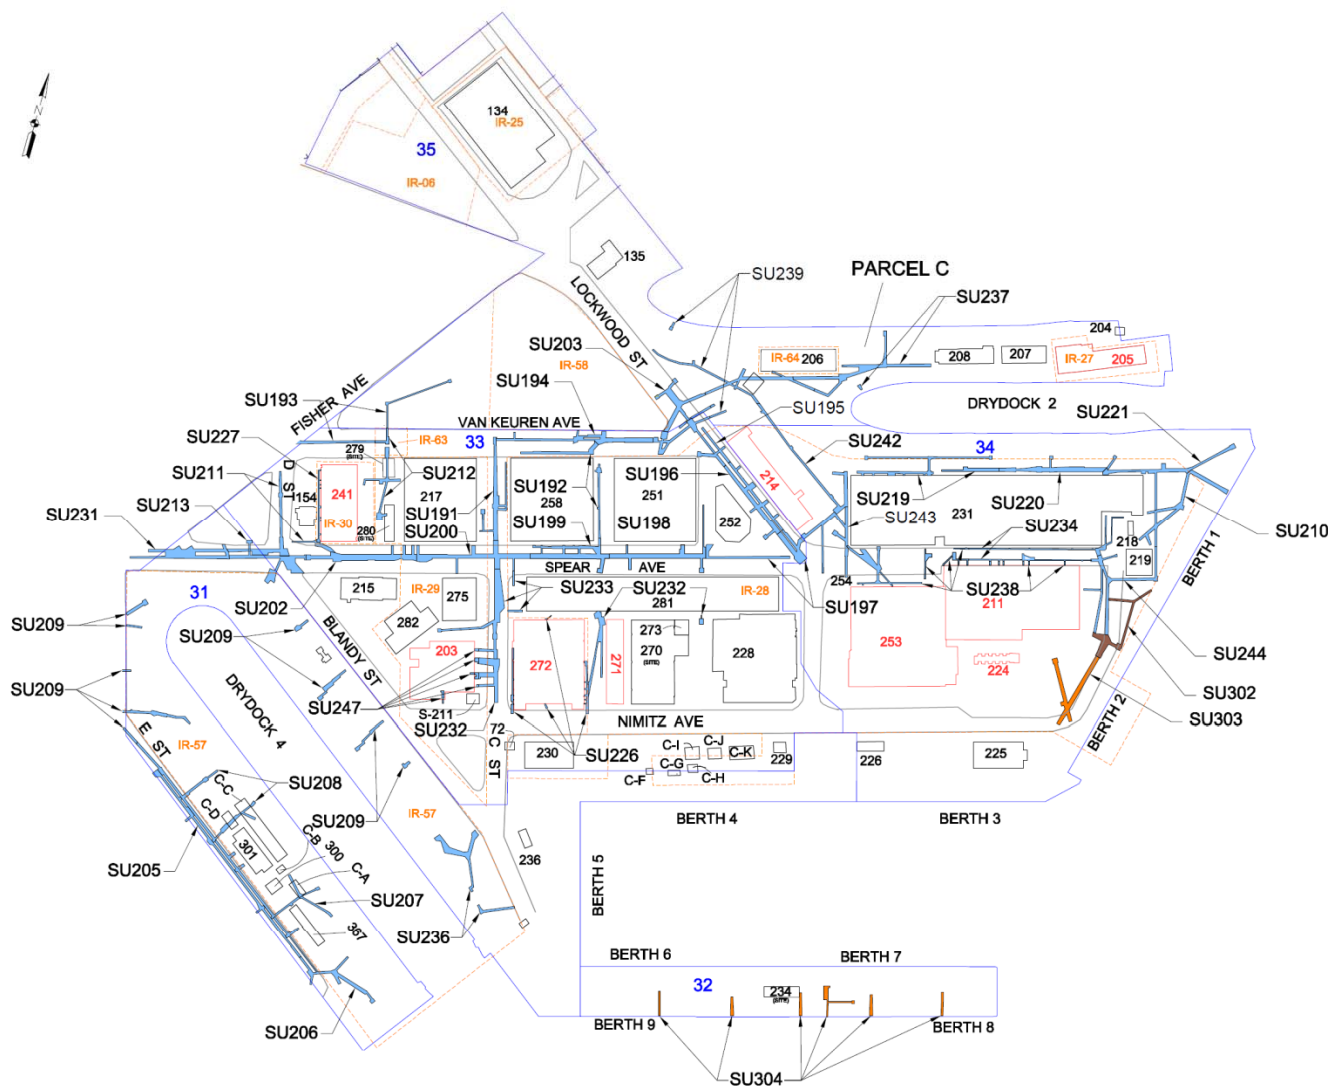 134
IR-25
35
IR-06
N
135
LOCKWOOD ST
SU239
PARCEL C
SU237
204
SU203
IR-58
IR-64
206
208
207
IR-27
205
SU194
FISHER AVE
SU193
VAN KEUREN AVE
SU195
DRYDOCK 2
SU221
33
IR-63
34
SU227
279
(SITE)
SU242
D ST
SU211
SU212
SU196
214
154
241
217
SU191
SU192
258
251
SU219
SU220
SU213
IR-30
280
(SITE)
SU200
SU199
SU198
252
SU243
231
SU234
SU210
SU231
218
219
BERTH 1
SPEAR AVE
31
215
IR-29
275
SU233
SU232
IR-28
SU197
254
SU238
211
SU202
281
SU209
SU209
282
BLANDY ST
273
270
(SITE)
228
253
SU244
203
272
271
224
SU302
SU209
DRYDOCK 4
SU247
S-211
SU303
E ST
SU232
72
NIMITZ AVE
BERTH 2
IR-57
C ST
230
SU226
C-I
C-J
C-K
229
226
225
C-G
C-F
C-H
SU208
C-C
C-D
SU209
IR-57
BERTH 4
BERTH 3
301
C-B
300
C-A
236
SU205
BERTH 5
SU207
367
SU236
BERTH 6
BERTH 7
32
234
(SITE)
SU206
BERTH 9
BERTH 8
SU304